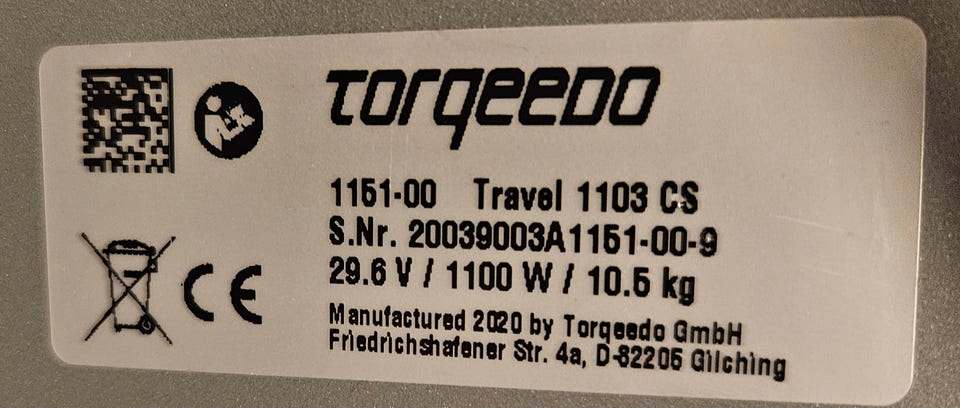 TORQEEDO
1151-00 Travel 1103 CS
S.Nr. 20039003A1151-00-9
29.6 V / 1100 W / 10.5 kg
Manufactured 2020 by Torqeedo GmbH
Friedrichshafener Str. 4a, D-82205 Gilching
CE